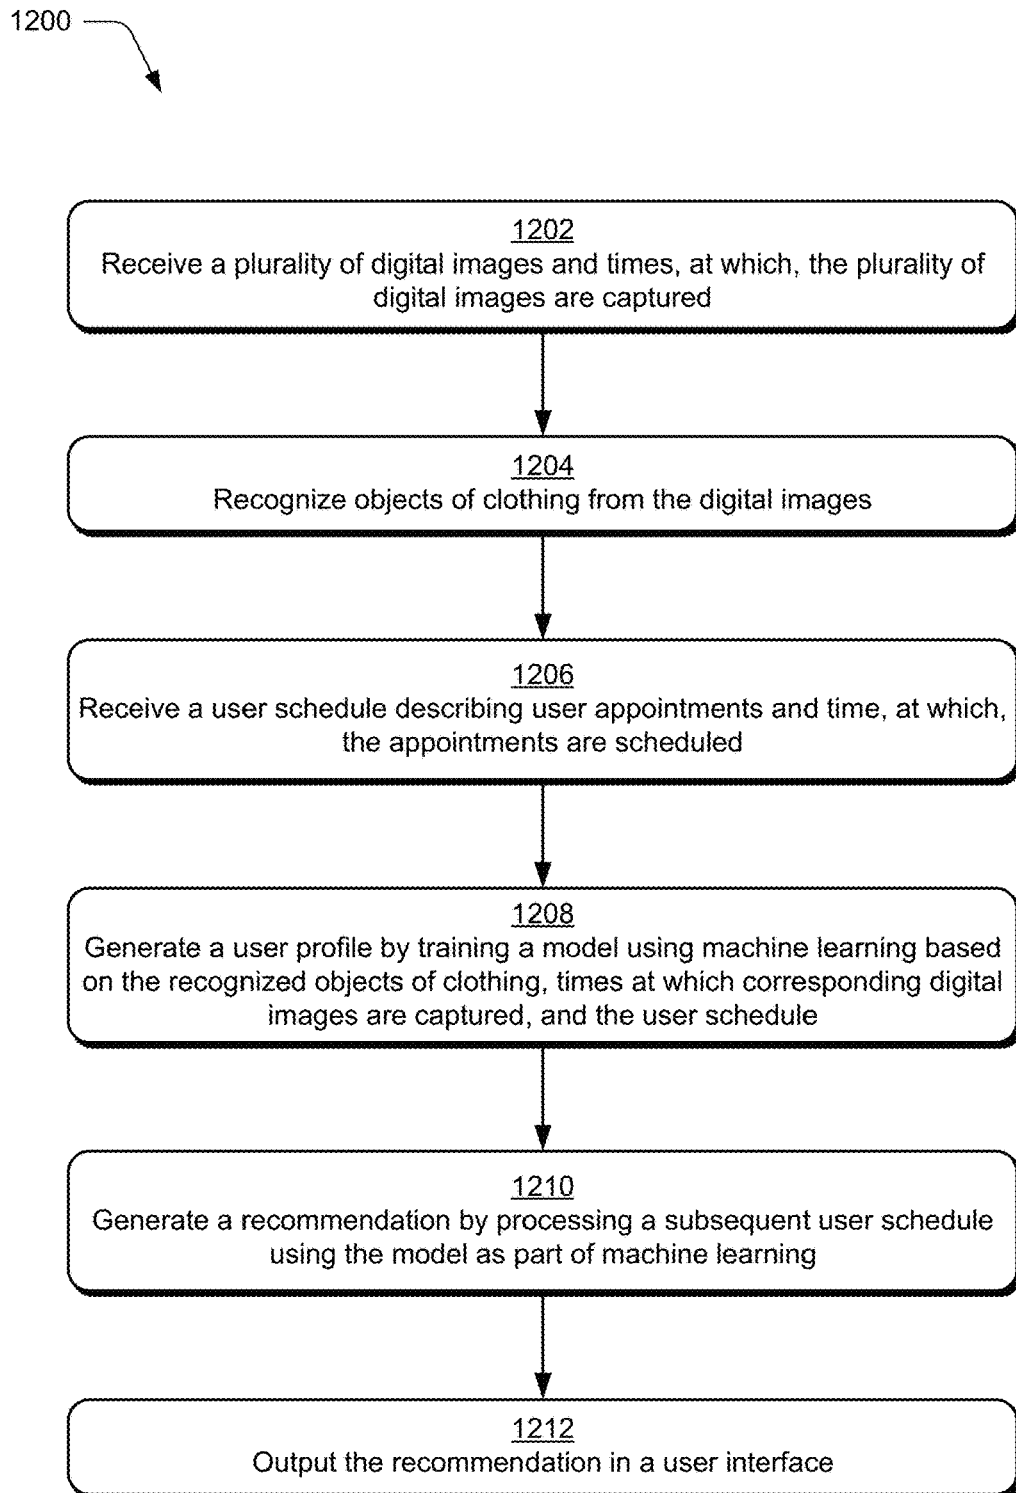 1200
1202
Receive a plurality of digital images and times, at which, the plurality of
digital images are captured
1204
Recognize objects of clothing from the digital images
1206
Receive a user schedule describing user appointments and time, at which,
the appointments are scheduled
1208
Generate a user profile by training a model using machine learning based
on the recognized objects of clothing, times at which corresponding digital
images are captured, and the user schedule
1210
Generate a recommendation by processing a subsequent user schedule
using the model as part of machine learning
1212
Output the recommendation in a user interface